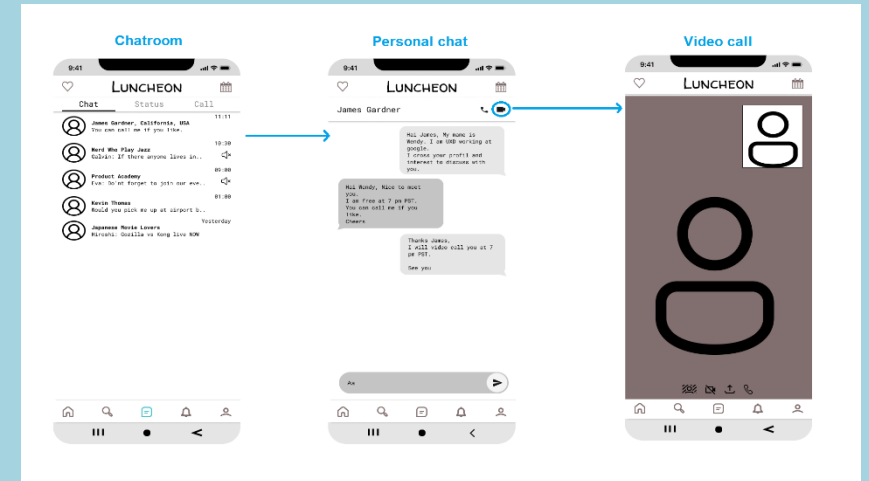 Chatroom
9:41
LUNCHEON
Chat Status Call
James Gardner, California, USA 11:11
You can call me if you like.
Nerd Who Play Jazz 10:30
Calvin: If there anyone lives in..
Product Academy 09:00
Eva: Do'nt forget to join our eve..
Kevin Thomas 01:00
Would you pick me up at airport b..
Japanese Movie Lovers Yesterday
Hiroshi: Gozilla vs Kong live NOW
Personal chat
9:41
LUNCHEON
James Gardner
Hai James, My name is
Wendy. I am UXD working at
google.
I cross your profil and
interest to discuss with
you.
Hai Wendy, Nice to meet
you.
I am free at 7 pm PST.
You can call me if you
like.
Cheers
Thanks James,
I will video call you at 7
pm PST.
See you
Aa
Video call
9:41
LUNCHEON